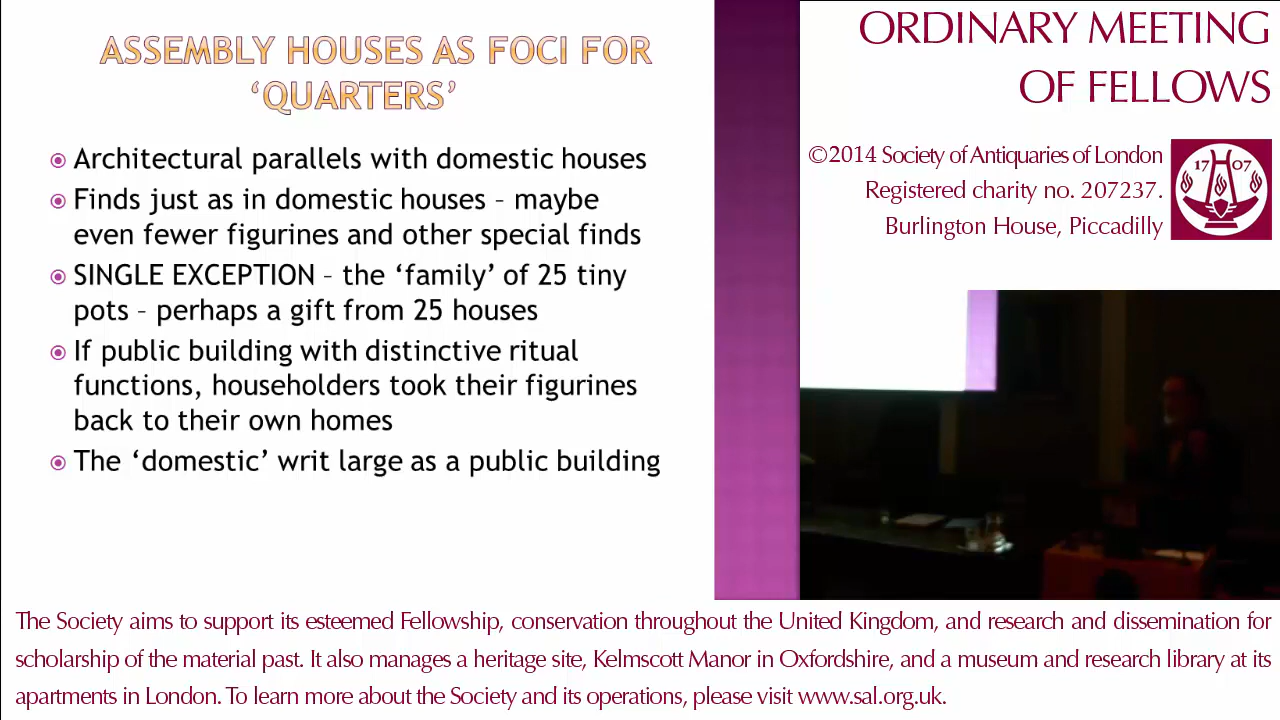 ASSEMBLY HOUSES AS FOCI FOR
‘QUARTERS’
Architectural parallels with domestic houses
Finds just as in domestic houses – maybe
even fewer figurines and other special finds
SINGLE EXCEPTION – the ‘family’ of 25 tiny
pots – perhaps a gift from 25 houses
If public building with distinctive ritual
functions, householders took their figurines
back to their own homes
The ‘domestic’ writ large as a public building
ORDINARY MEETING
OF FELLOWS
©2014 Society of Antiquaries of London
Registered charity no. 207237.
Burlington House, Piccadilly
17 07
The Society aims to support its esteemed Fellowship, conservation throughout the United Kingdom, and research and dissemination for
scholarship of the material past. It also manages a heritage site, Kelmscott Manor in Oxfordshire, and a museum and research library at its
apartments in London. To learn more about the Society and its operations, please visit www.sal.org.uk.